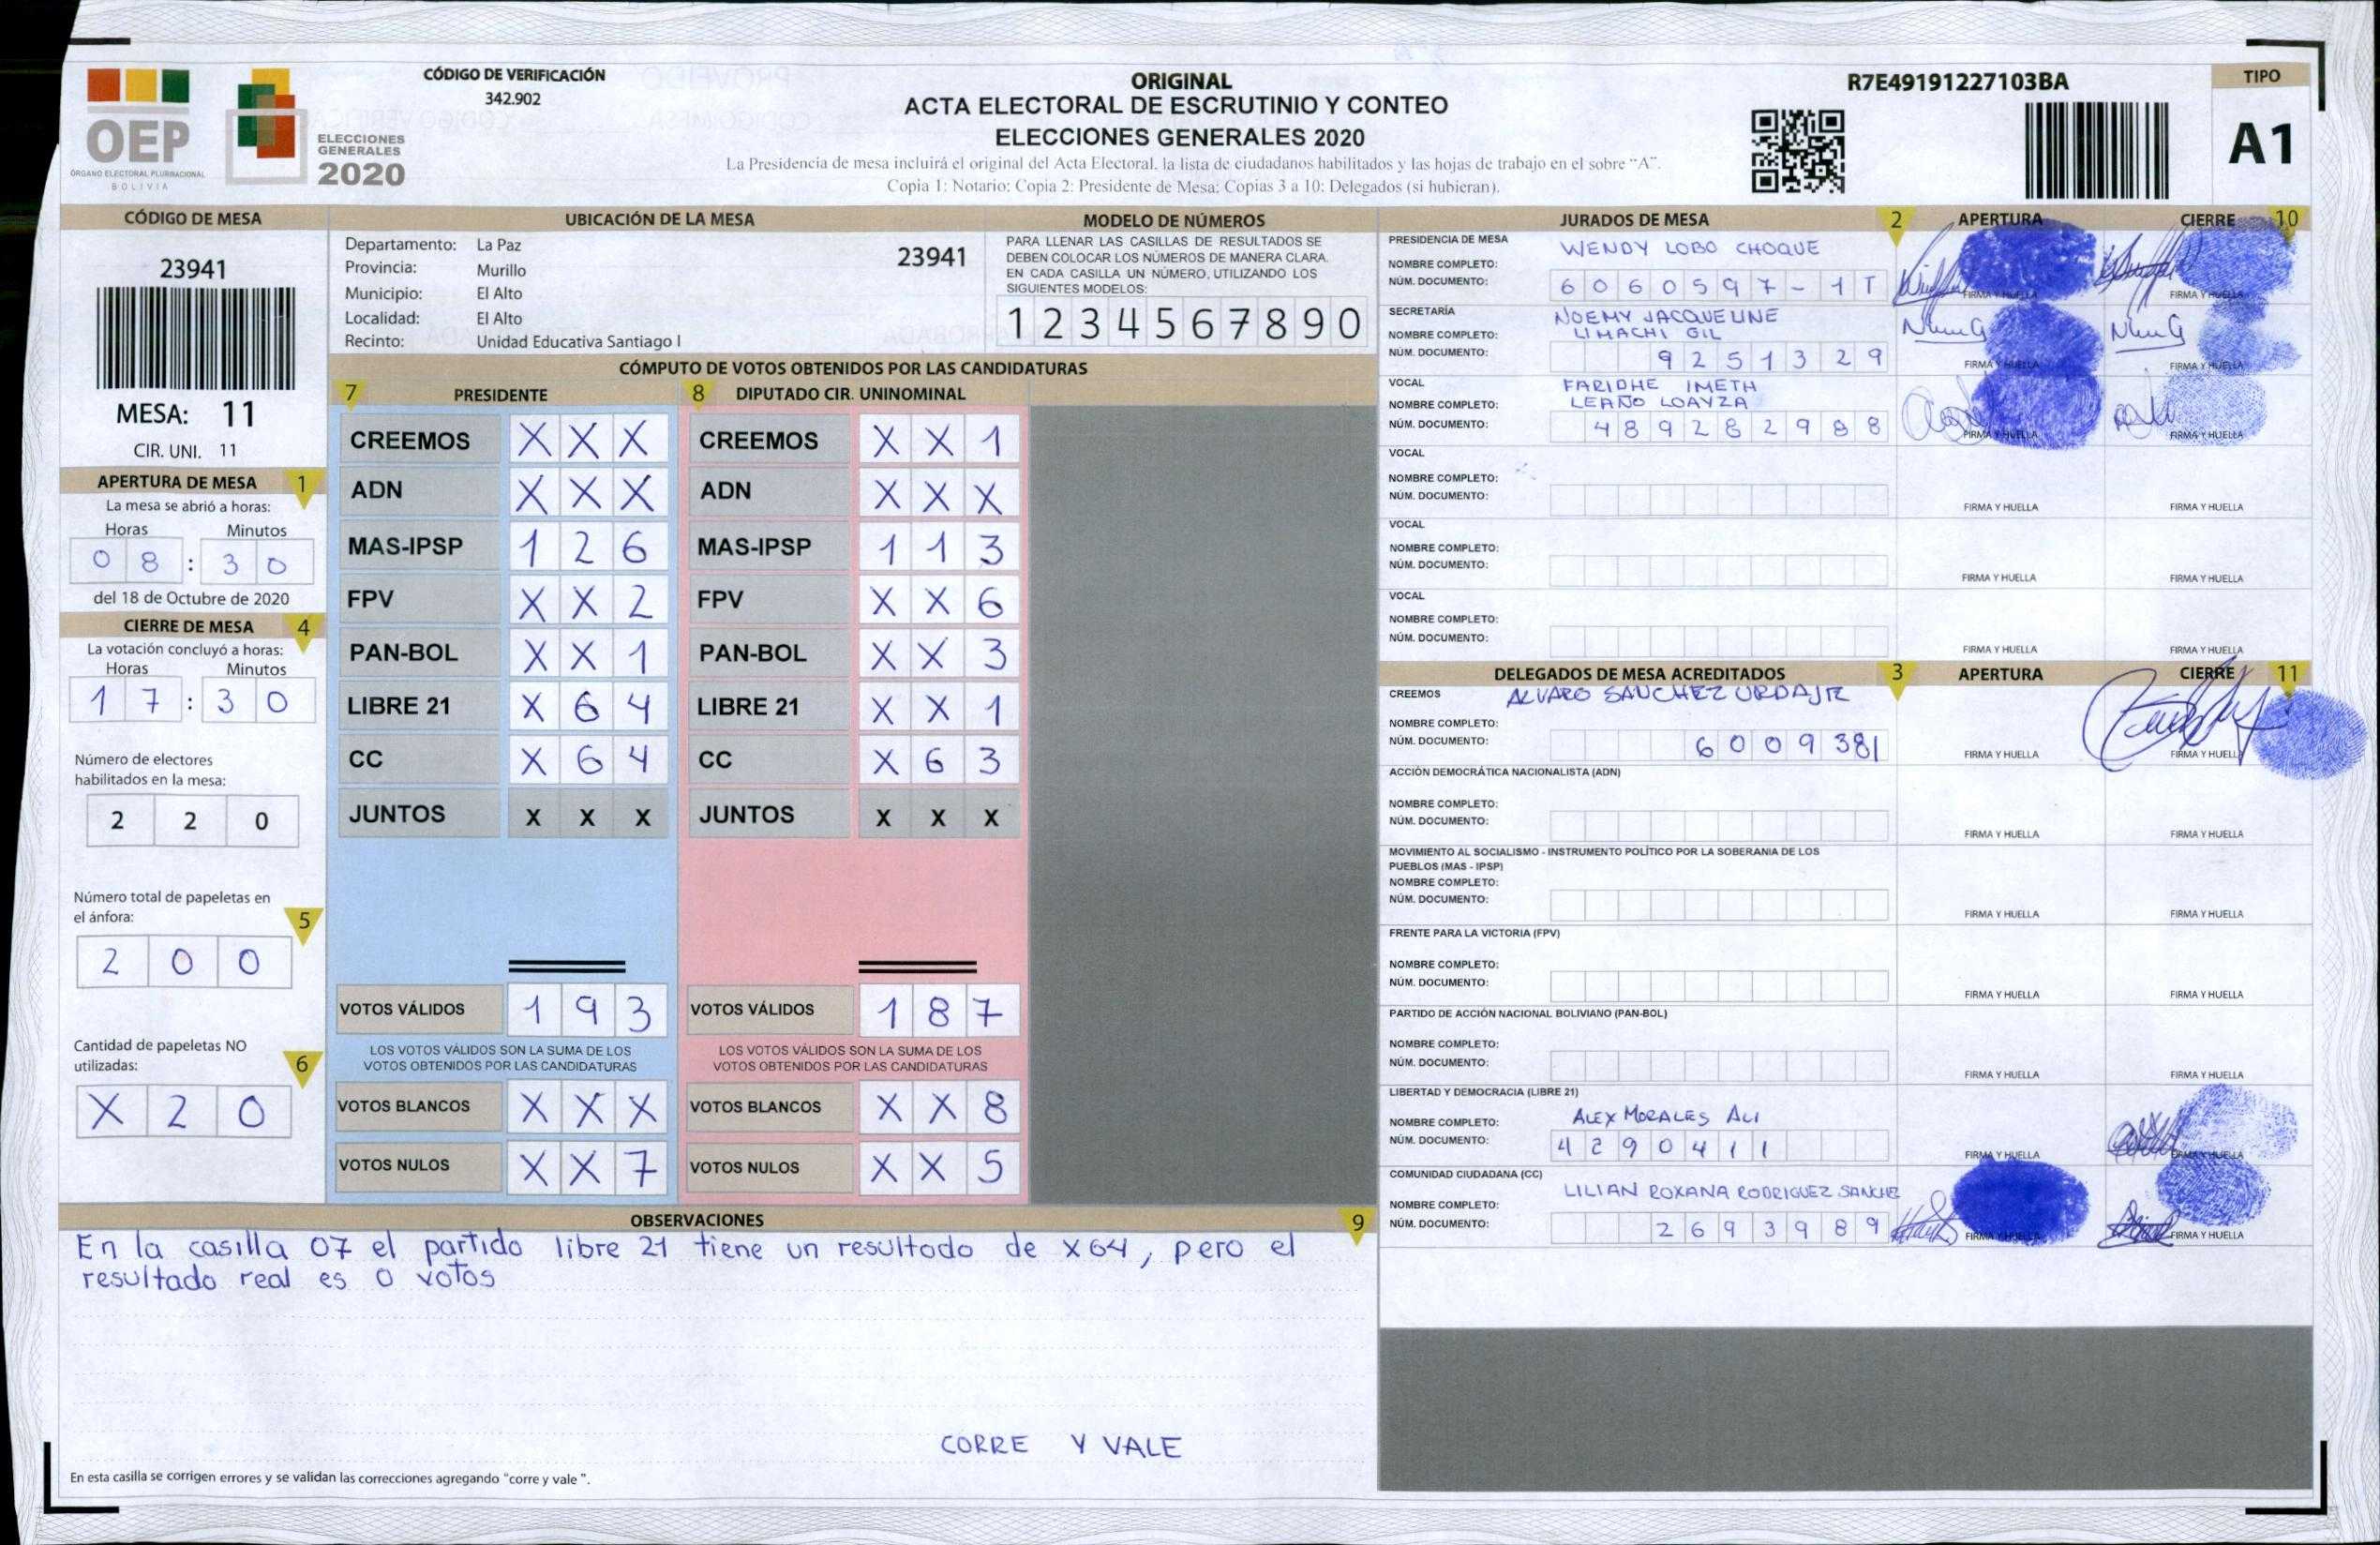 CÓDIGO DE VERIFICACIÓN
342.902
OEP
ÓRGANO ELECTORAL PLURINACIONAL
BOLIVIA
ELECCIONES
GENERALES
2020
ORIGINAL
ACTA ELECTORAL DE ESCRUTINIO Y CONTEO
ELECCIONES GENERALES 2020
La Presidencia de mesa incluirá el original del Acta Electoral, la lista de ciudadanos habilitados y las hojas de trabajo en el sobre "A".
Copia 1: Notario; Copia 2: Presidente de Mesa; Copias 3 a 10: Delegados (si hubieran).
R7E49191227103BA
TIPO
A1
CÓDIGO DE MESA
23941
MESA: 11
CIR. UNI. 11
APERTURA DE MESA 1
La mesa se abrió a horas:
Horas Minutos
0 8 : 3 0
del 18 de Octubre de 2020
CIERRE DE MESA 4
La votación concluyó a horas:
Horas Minutos
1 7 : 3 0
Número de electores
habilitados en la mesa:
2 2 0
Número total de papeletas en
el ánfora: 5
2 0 0
Cantidad de papeletas NO
utilizadas: 6
X 2 0
UBICACIÓN DE LA MESA
Departamento: La Paz 23941
Provincia: Murillo
Municipio: El Alto
Localidad: El Alto
Recinto: Unidad Educativa Santiago I
MODELO DE NÚMEROS
PARA LLENAR LAS CASILLAS DE RESULTADOS SE
DEBEN COLOCAR LOS NÚMEROS DE MANERA CLARA.
EN CADA CASILLA UN NÚMERO, UTILIZANDO LOS
SIGUIENTES MODELOS:
1 2 3 4 5 6 7 8 9 0
CÓMPUTO DE VOTOS OBTENIDOS POR LAS CANDIDATURAS
7 PRESIDENTE
CREEMOS X X X
ADN X X X
MAS-IPSP 1 2 6
FPV X X 2
PAN-BOL X X 1
LIBRE 21 X 6 4
CC X 6 4
JUNTOS X X X
VOTOS VÁLIDOS 1 9 3
LOS VOTOS VÁLIDOS SON LA SUMA DE LOS
VOTOS OBTENIDOS POR LAS CANDIDATURAS
VOTOS BLANCOS X X X
VOTOS NULOS X X 7
8 DIPUTADO CIR. UNINOMINAL
CREEMOS X X 1
ADN X X X
MAS-IPSP 1 1 3
FPV X X 6
PAN-BOL X X 3
LIBRE 21 X X 1
CC X 6 3
JUNTOS X X X
VOTOS VÁLIDOS 1 8 7
LOS VOTOS VÁLIDOS SON LA SUMA DE LOS
VOTOS OBTENIDOS POR LAS CANDIDATURAS
VOTOS BLANCOS X X 8
VOTOS NULOS X X 5
OBSERVACIONES 9
En la casilla 07 el partido libre 21 tiene un resultado de X64, pero el
resultado real es 0 votos
CORRE Y VALE
En esta casilla se corrigen errores y se validan las correcciones agregando "corre y vale".
JURADOS DE MESA 2 APERTURA CIERRE 10
PRESIDENCIA DE MESA
NOMBRE COMPLETO: WENDY LOBO CHOQUE
NÚM. DOCUMENTO: 6 0 6 0 5 9 7 - 1 T FIRMA Y HUELLA FIRMA Y HUELLA
SECRETARÍA
NOMBRE COMPLETO: NOEMY JACQUELINE
LIMACHI GIL
NÚM. DOCUMENTO: 9 2 5 1 3 2 9 FIRMA Y HUELLA FIRMA Y HUELLA
VOCAL
NOMBRE COMPLETO: FARIDHE IMETH
LEAÑO LOAYZA
NÚM. DOCUMENTO: 4 8 9 2 8 2 9 8 8 FIRMA Y HUELLA FIRMA Y HUELLA
VOCAL
NOMBRE COMPLETO:
NÚM. DOCUMENTO: FIRMA Y HUELLA FIRMA Y HUELLA
VOCAL
NOMBRE COMPLETO:
NÚM. DOCUMENTO: FIRMA Y HUELLA FIRMA Y HUELLA
VOCAL
NOMBRE COMPLETO:
NÚM. DOCUMENTO: FIRMA Y HUELLA FIRMA Y HUELLA
DELEGADOS DE MESA ACREDITADOS 3 APERTURA CIERRE 11
CREEMOS
NOMBRE COMPLETO: ALVARO SANCHEZ
NÚM. DOCUMENTO: 6 0 0 9 3 8 1 FIRMA Y HUELLA FIRMA Y HUELLA
ACCIÓN DEMOCRÁTICA NACIONALISTA (ADN)
NOMBRE COMPLETO:
NÚM. DOCUMENTO: FIRMA Y HUELLA FIRMA Y HUELLA
MOVIMIENTO AL SOCIALISMO - INSTRUMENTO POLÍTICO POR LA SOBERANIA DE LOS
PUEBLOS (MAS - IPSP)
NOMBRE COMPLETO:
NÚM. DOCUMENTO: FIRMA Y HUELLA FIRMA Y HUELLA
FRENTE PARA LA VICTORIA (FPV)
NOMBRE COMPLETO:
NÚM. DOCUMENTO: FIRMA Y HUELLA FIRMA Y HUELLA
PARTIDO DE ACCIÓN NACIONAL BOLIVIANO (PAN-BOL)
NOMBRE COMPLETO:
NÚM. DOCUMENTO: FIRMA Y HUELLA FIRMA Y HUELLA
LIBERTAD Y DEMOCRACIA (LIBRE 21)
NOMBRE COMPLETO: ALEX MORALES ALI
NÚM. DOCUMENTO: 4 2 9 0 4 1 1 FIRMA Y HUELLA FIRMA Y HUELLA
COMUNIDAD CIUDADANA (CC)
NOMBRE COMPLETO: LILIAN ROXANA RODRIGUEZ SANCHEZ
NÚM. DOCUMENTO: 2 6 9 3 9 8 9 FIRMA Y HUELLA FIRMA Y HUELLA